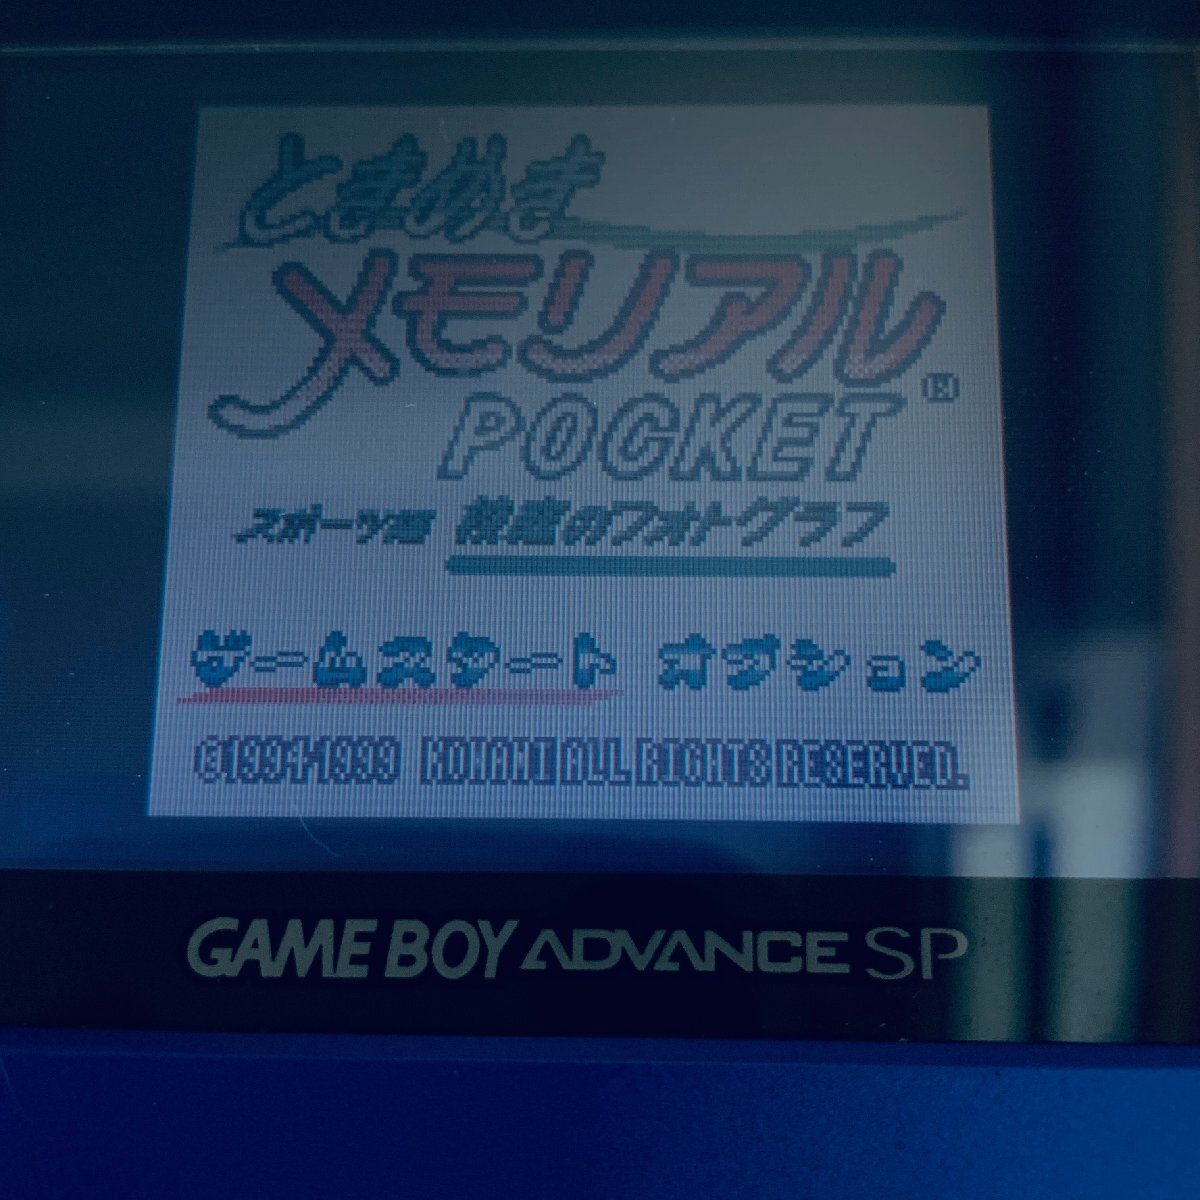 ときめき
メモリアル®
POCKET
スポーツ編 校庭のフォトグラフ
ゲームスタート オプション
©1994-1999 KONAMI ALL RIGHTS RESERVED.
GAME BOY ADVANCE SP